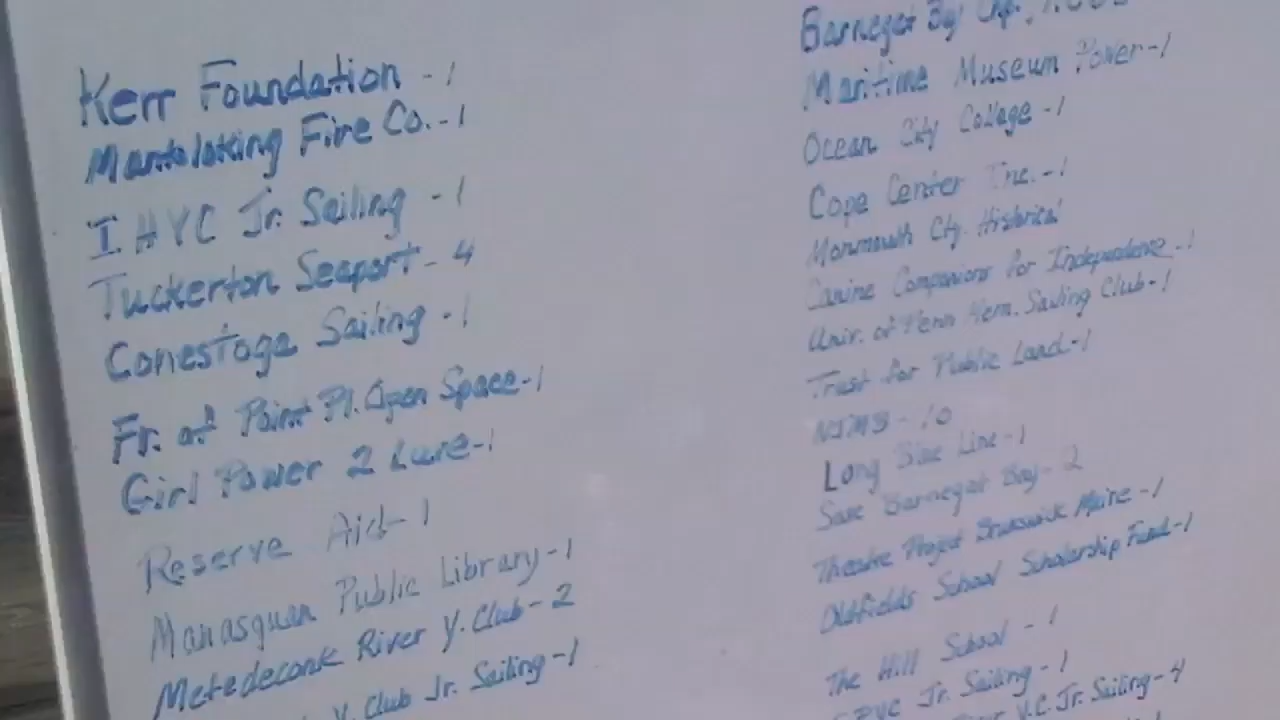 Kerr Foundation - 1
Mantoloking Fire Co. - 1
IHYC Jr. Sailing - 1
Tuckerton Seaport - 4
Conestoga Sailing - 1
Fr. of Point Pl. Open Space - 1
Girl Power 2 Cure - 1
Reserve Aid - 1
Manasquan Public Library - 1
Metedeconk River Y. Club - 2
Y. Club Jr. Sailing - 1
Barnegat By
Maritime Museum Power - 1
Ocean City College - 1
Cope Center Inc. - 1
Monmouth Cty. Historical
Canine Companions for Independence - 1
Univ. of Penn Sailing Club - 1
Trust for Public Land - 1
NJMB - 10
Long Line - 1
Save Barnegat Bay - 2
Theatre Project Brunswick Maine - 1
Oldfields School Scholarship Fund - 1
The Hill School - 1
YC Jr. Sailing - 1
Y.C. Jr. Sailing - 4